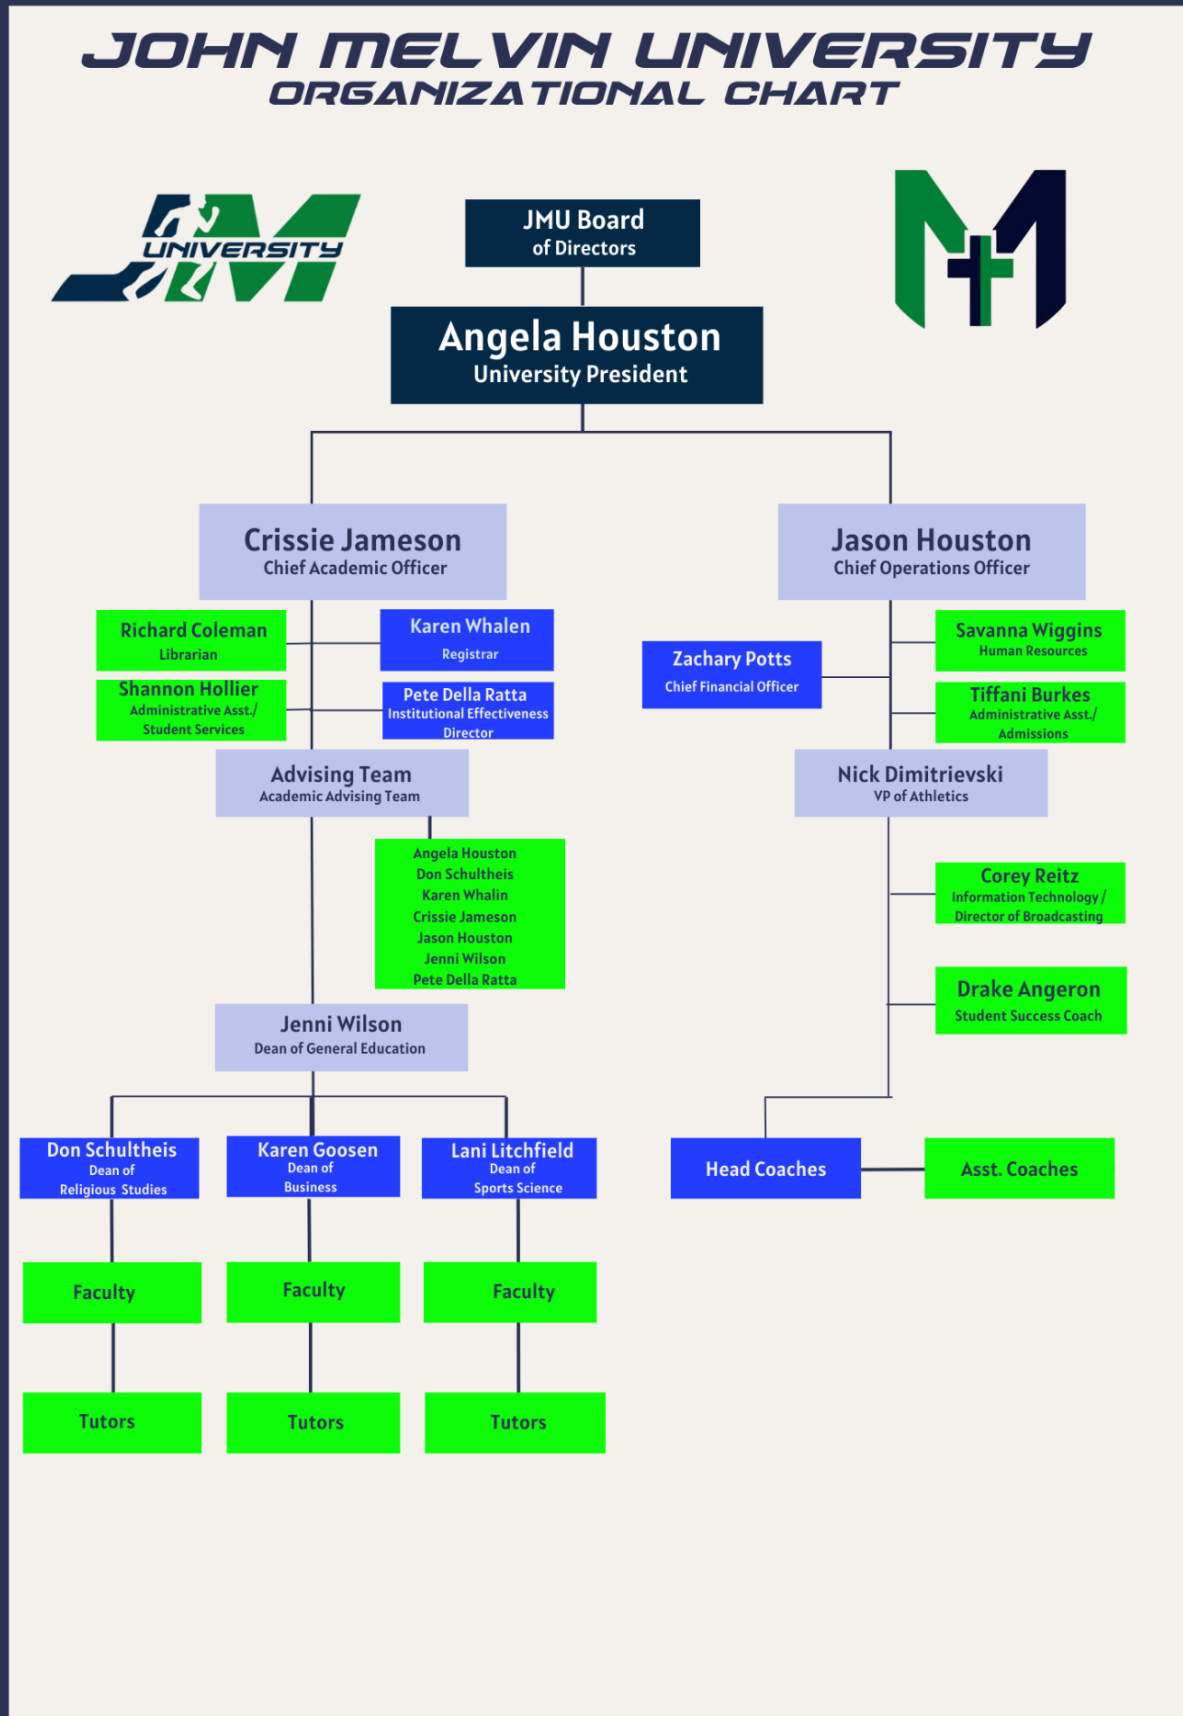 JOHN MELVIN UNIVERSITY
ORGANIZATIONAL CHART
JM
UNIVERSITY
JMU Board
of Directors
Angela Houston
University President
Crissie Jameson
Chief Academic Officer
Jason Houston
Chief Operations Officer
Richard Coleman
Librarian
Karen Whalen
Registrar
Shannon Hollier
Administrative Asst./
Student Services
Pete Della Ratta
Institutional Effectiveness
Director
Zachary Potts
Chief Financial Officer
Savanna Wiggins
Human Resources
Tiffani Burkes
Administrative Asst./
Admissions
Advising Team
Academic Advising Team
Nick Dimitrievski
VP of Athletics
Angela Houston
Don Schultheis
Karen Whalin
Crissie Jameson
Jason Houston
Jenni Wilson
Pete Della Ratta
Corey Reitz
Information Technology /
Director of Broadcasting
Drake Angeron
Student Success Coach
Jenni Wilson
Dean of General Education
Don Schultheis
Dean of
Religious Studies
Karen Goosen
Dean of
Business
Lani Litchfield
Dean of
Sports Science
Head Coaches
Asst. Coaches
Faculty
Faculty
Faculty
Tutors
Tutors
Tutors